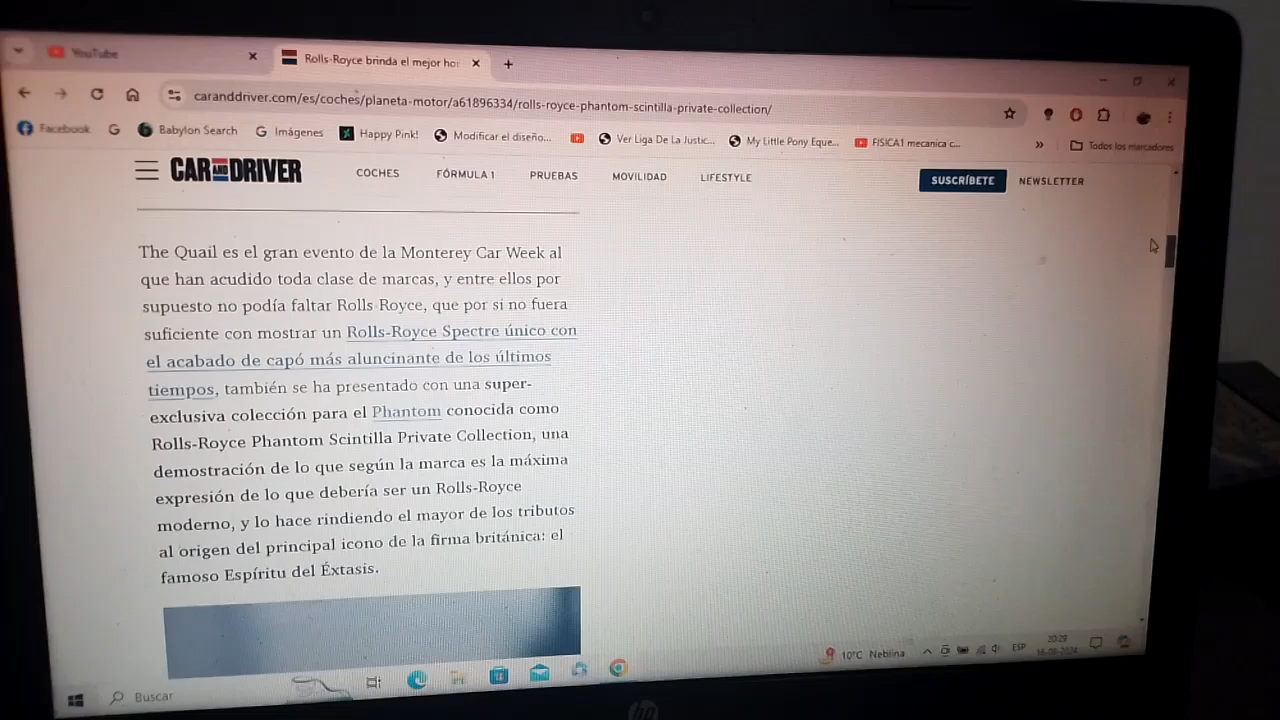 YouTube
Rolls-Royce brinda el mejor ho
caranddriver.com/es/coches/planeta-motor/a61896334/rolls-royce-phantom-scintilla-private-collection/
Facebook
Babylon Search
Imágenes
Happy Pink!
Modificar el diseño...
Ver Liga De La Justic...
My Little Pony Eque...
FISICA1 mecanica c...
»
Todos los marcadores
CAR AND DRIVER
COCHES
FÓRMULA 1
PRUEBAS
MOVILIDAD
LIFESTYLE
SUSCRÍBETE
NEWSLETTER
The Quail es el gran evento de la Monterey Car Week al
que han acudido toda clase de marcas, y entre ellos por
supuesto no podía faltar Rolls Royce, que por si no fuera
suficiente con mostrar un Rolls-Royce Spectre único con
el acabado de capó más aluncinante de los últimos
tiempos, también se ha presentado con una super-
exclusiva colección para el Phantom conocida como
Rolls-Royce Phantom Scintilla Private Collection, una
demostración de lo que según la marca es la máxima
expresión de lo que debería ser un Rolls-Royce
moderno, y lo hace rindiendo el mayor de los tributos
al origen del principal icono de la firma británica: el
famoso Espíritu del Éxtasis.
Buscar
10°C Neblina
ESP
20:29
16-08-2024
hp